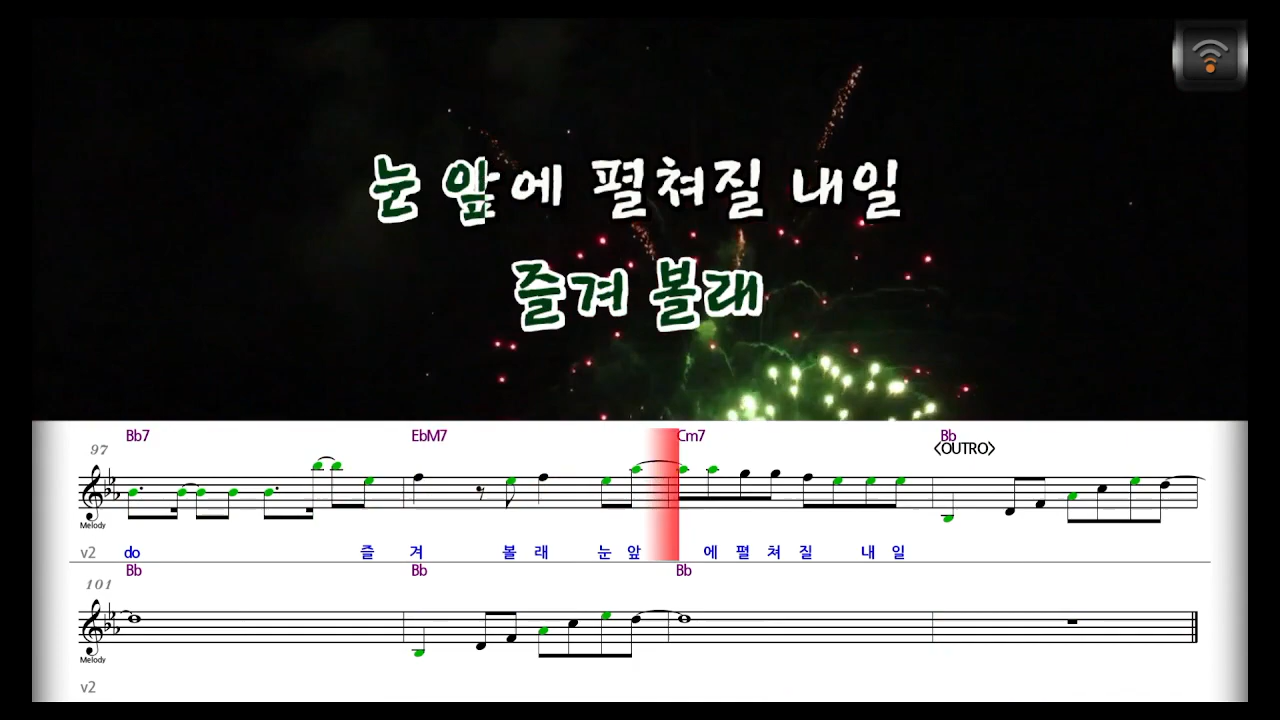 눈 앞에 펼쳐질 내일
즐겨 볼래
Bb7 EbM7 Cm7 Bb
97 <OUTRO>
Melody
v2 do 즐 겨 볼 래 눈 앞 에 펼 쳐 질 내 일
Bb Bb Bb
101
Melody
v2